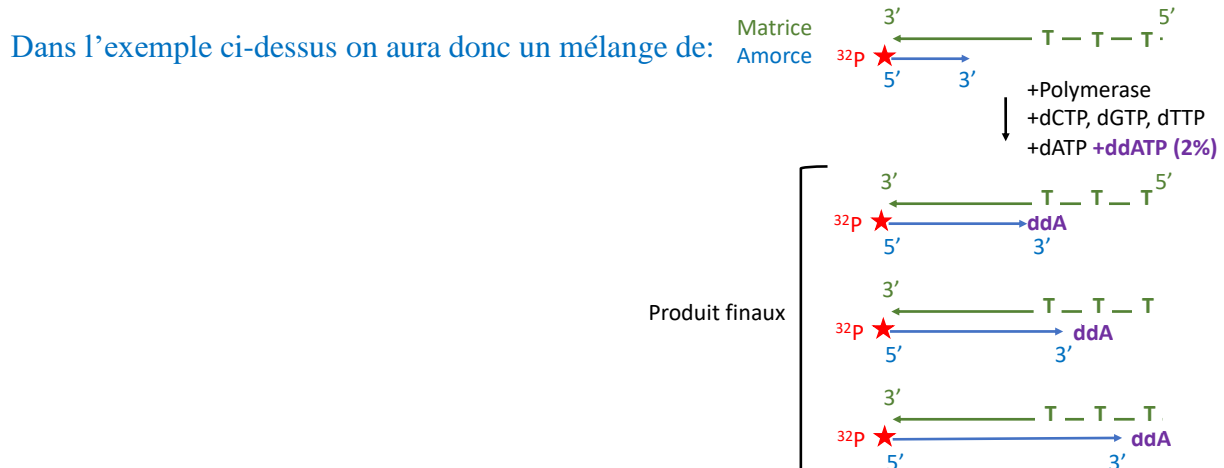 Dans l’exemple ci-dessus on aura donc un mélange de:
3’ 5’
Matrice T T T
Amorce 32P
5’ 3’
+Polymerase
+dCTP, dGTP, dTTP
+dATP +ddATP (2%)
3’ 5’
T T T
32P ddA
5’ 3’
Produit finaux
3’
T T T
32P ddA
5’ 3’
3’
T T T
32P ddA
5’ 3’